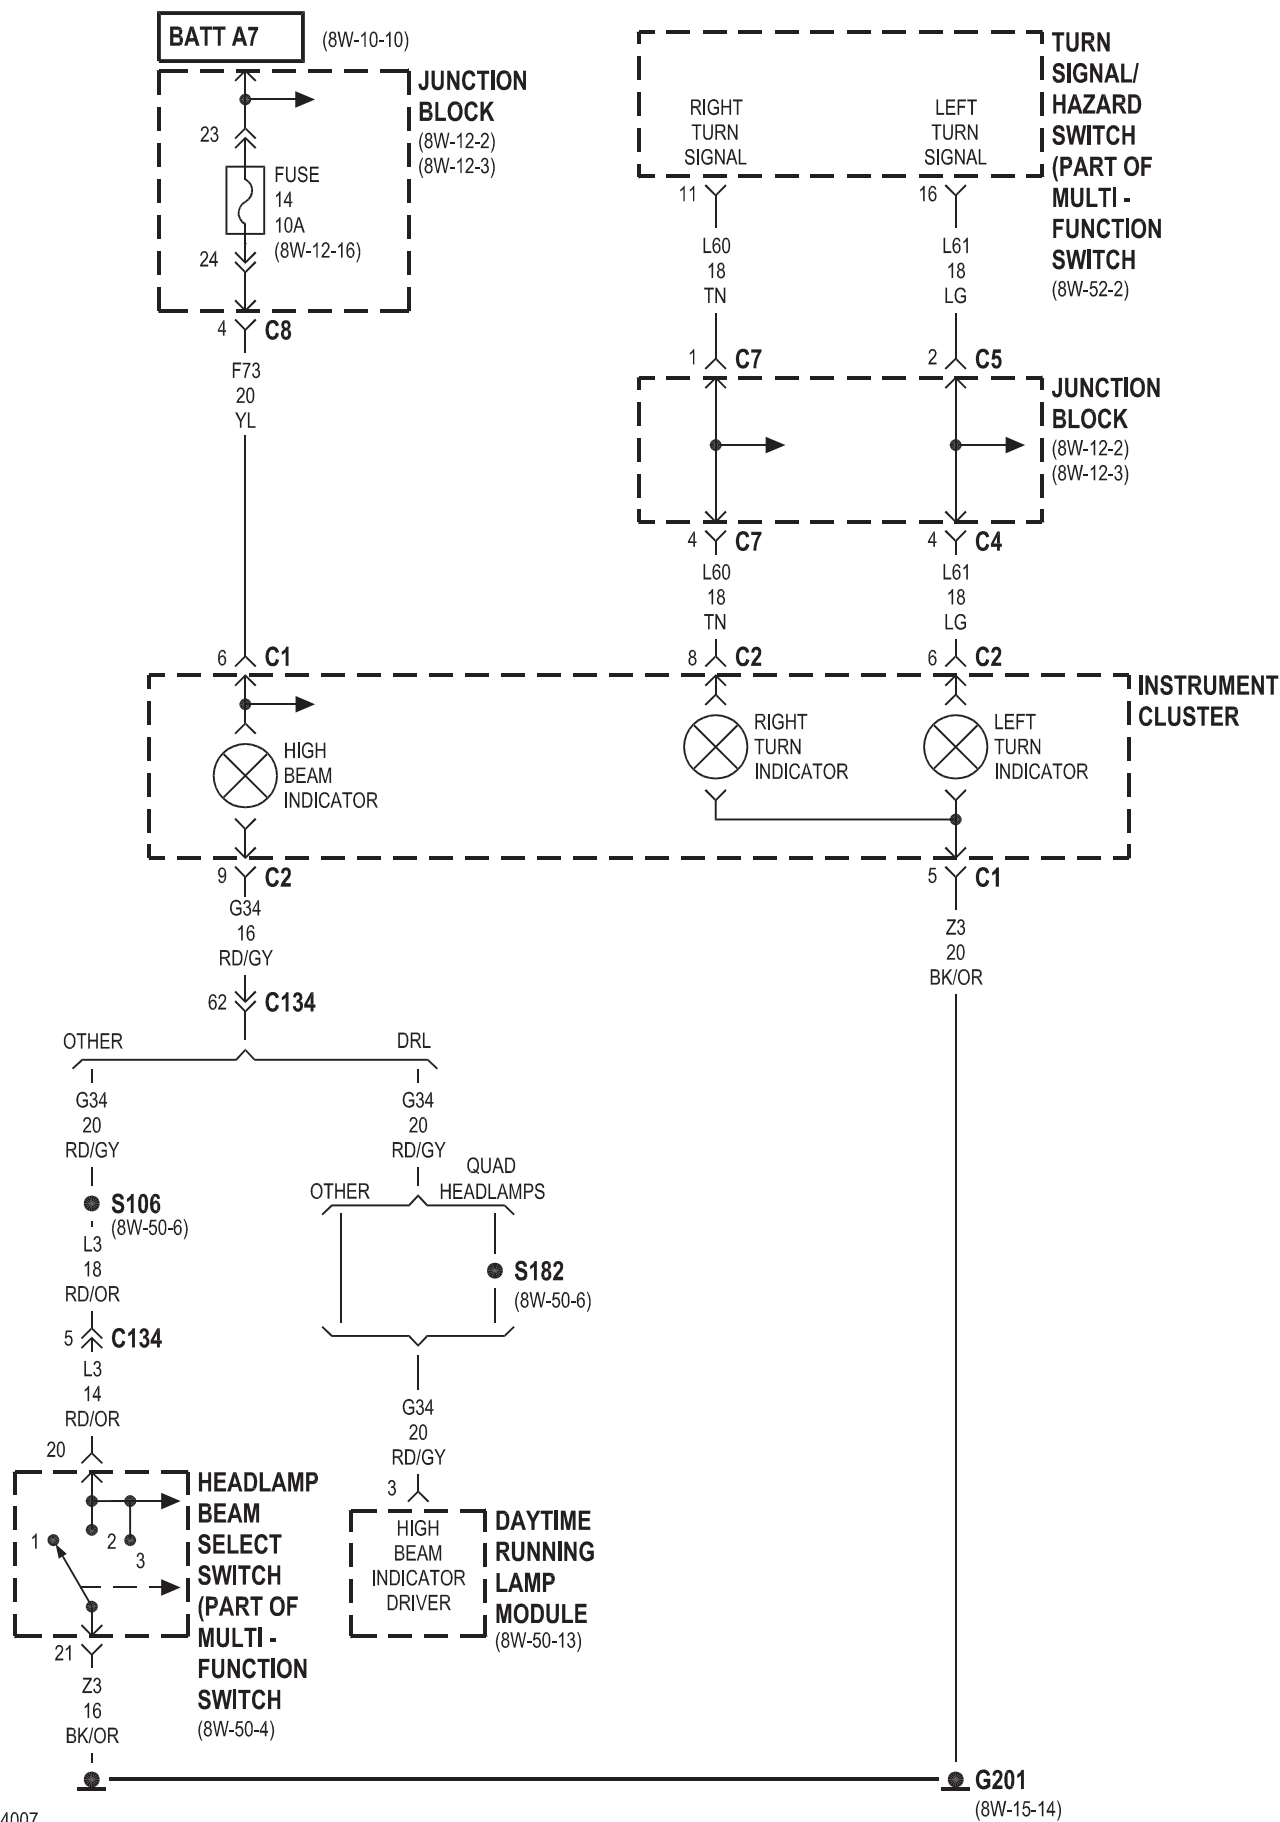 BATT A7
(8W-10-10)
JUNCTION
BLOCK
(8W-12-2)
(8W-12-3)
23
FUSE
14
10A
(8W-12-16)
24
4
C8
F73
20
YL
TURN
SIGNAL/
HAZARD
SWITCH
(PART OF
MULTI -
FUNCTION
SWITCH
(8W-52-2)
RIGHT
TURN
SIGNAL
LEFT
TURN
SIGNAL
11
16
L60
18
TN
L61
18
LG
1
C7
2
C5
JUNCTION
BLOCK
(8W-12-2)
(8W-12-3)
4
C7
4
C4
L60
18
TN
L61
18
LG
6
C1
8
C2
6
C2
INSTRUMENT
CLUSTER
HIGH
BEAM
INDICATOR
RIGHT
TURN
INDICATOR
LEFT
TURN
INDICATOR
9
C2
5
C1
G34
16
RD/GY
Z3
20
BK/OR
62
C134
OTHER
DRL
G34
20
RD/GY
G34
20
RD/GY
S106
(8W-50-6)
L3
18
RD/OR
5
C134
L3
14
RD/OR
20
OTHER
QUAD
HEADLAMPS
S182
(8W-50-6)
G34
20
RD/GY
3
HEADLAMP
BEAM
SELECT
SWITCH
(PART OF
MULTI -
FUNCTION
SWITCH
(8W-50-4)
1
2
3
21
Z3
16
BK/OR
HIGH
BEAM
INDICATOR
DRIVER
DAYTIME
RUNNING
LAMP
MODULE
(8W-50-13)
G201
(8W-15-14)